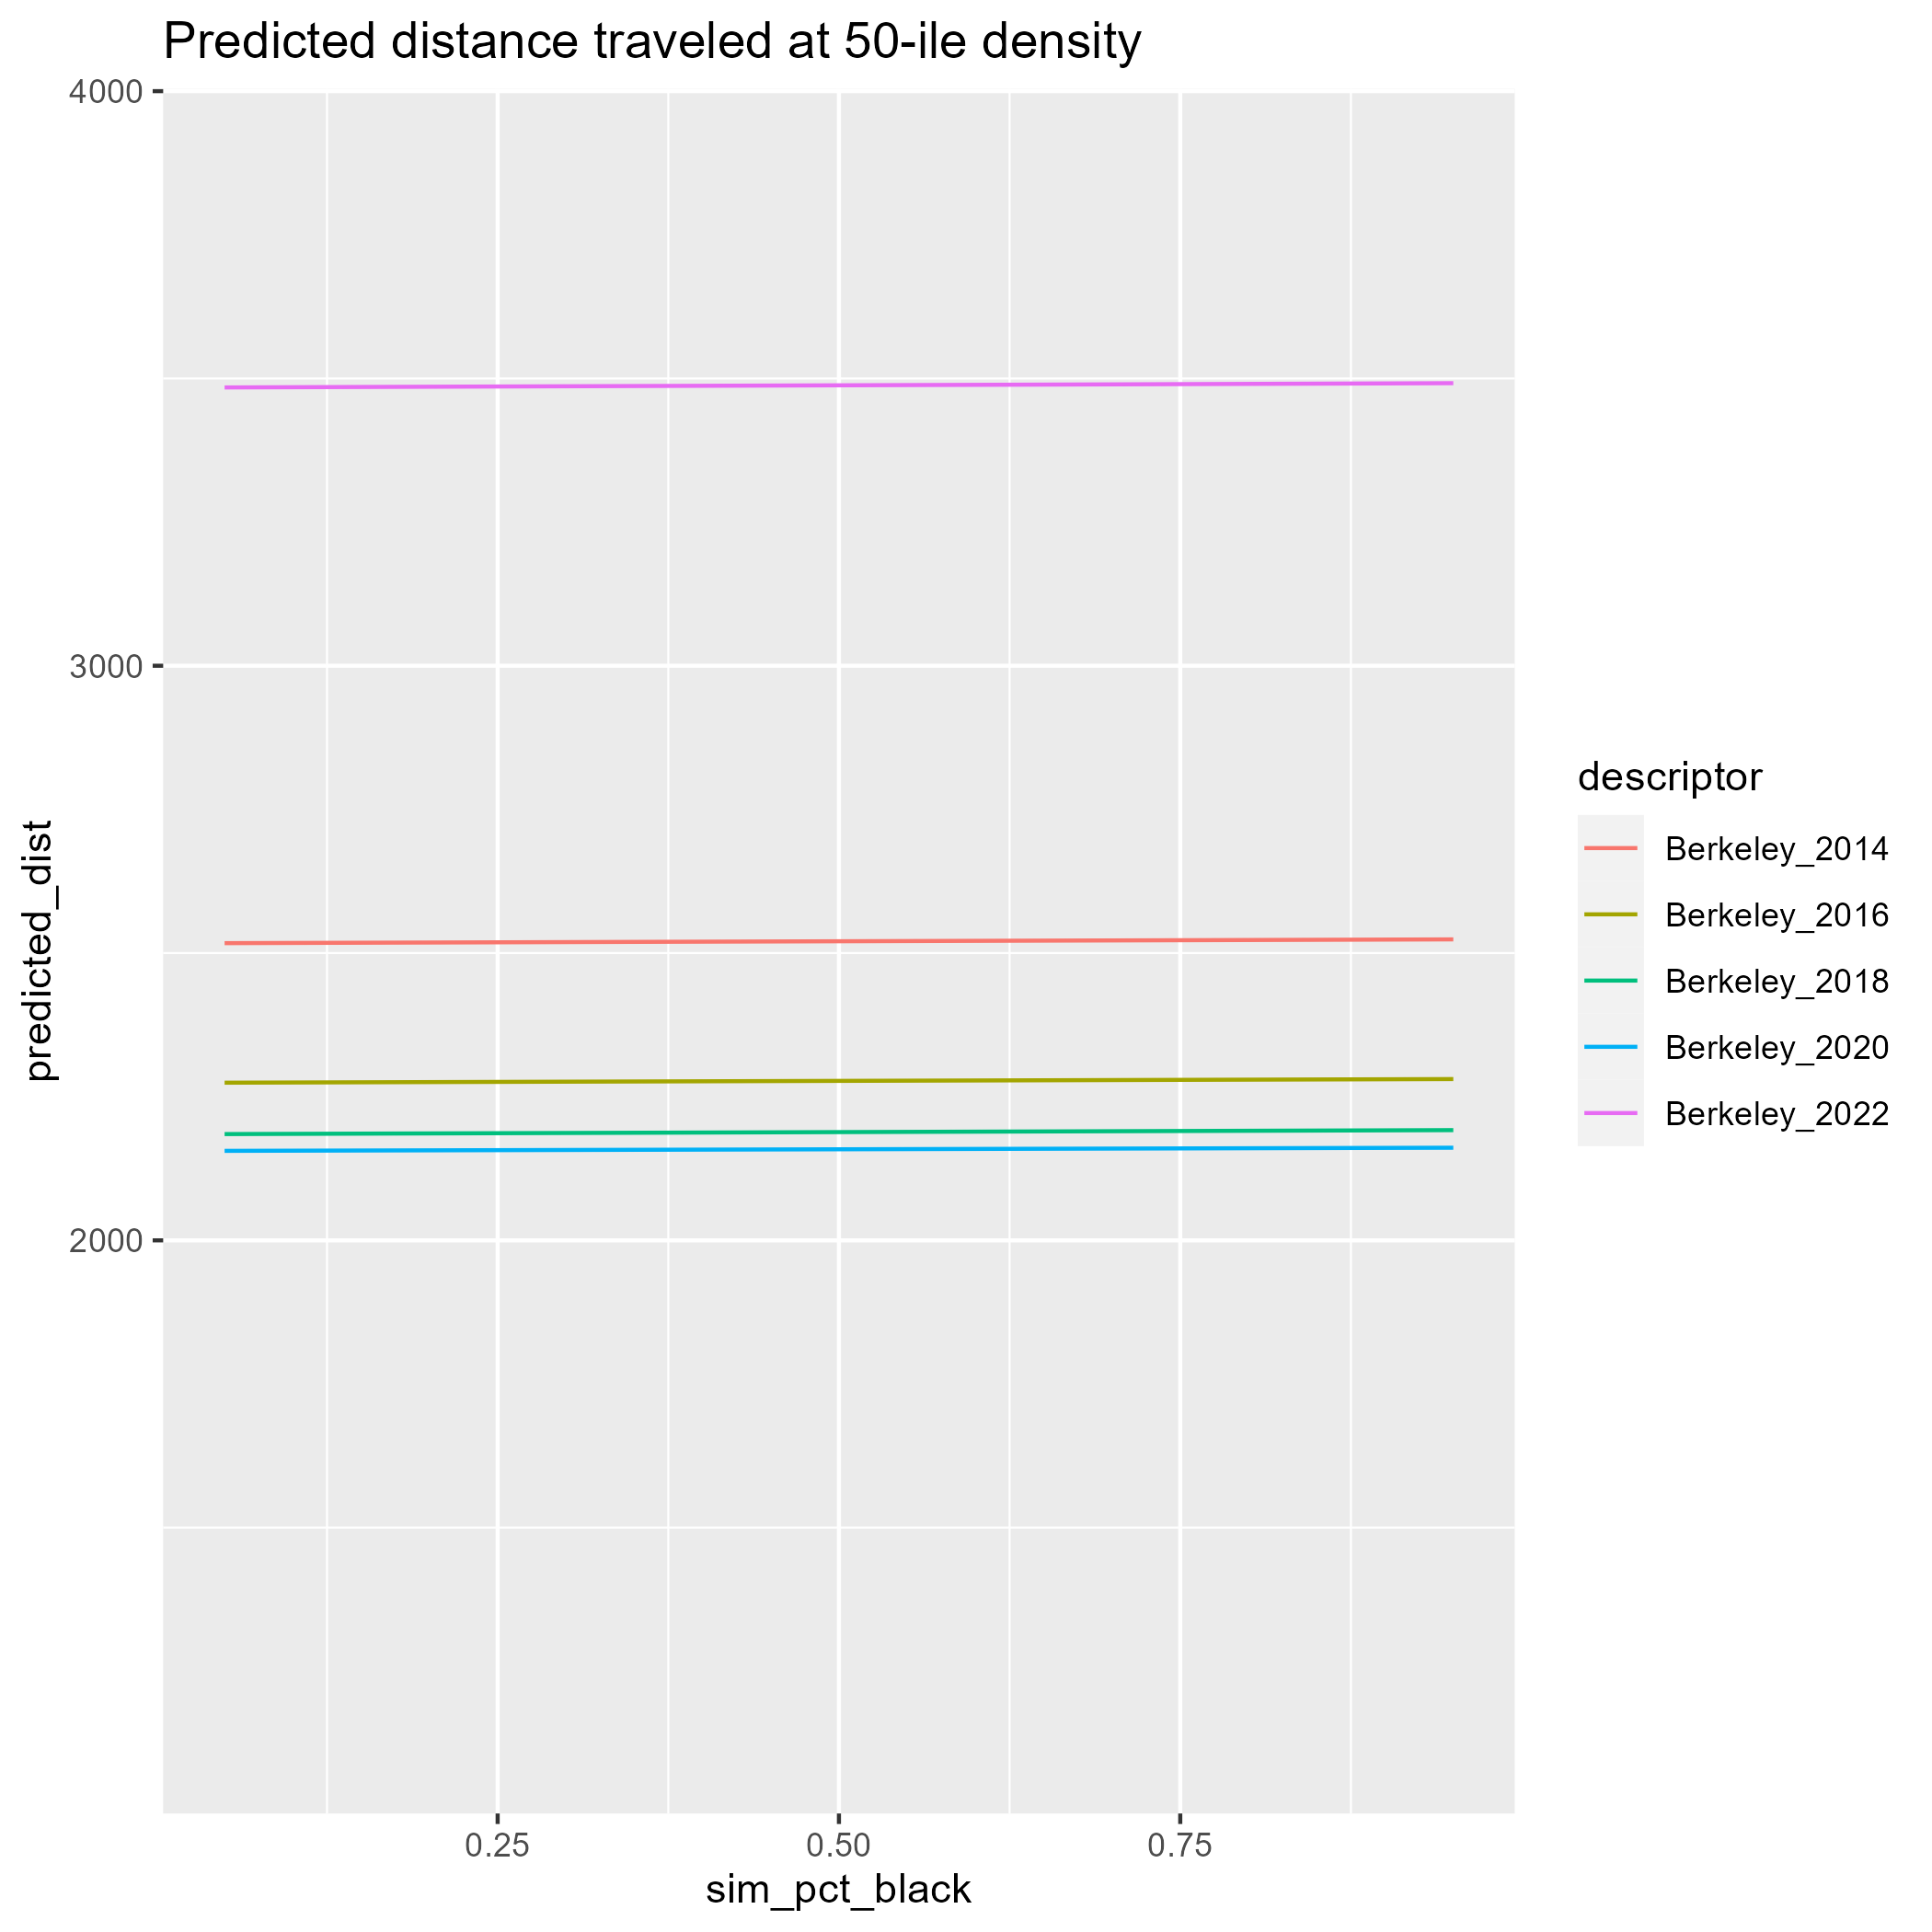 Predicted distance traveled at 50-ile density
4000
3000
2000
predicted_dist
0.25
0.50
0.75
sim_pct_black
descriptor
Berkeley_2014
Berkeley_2016
Berkeley_2018
Berkeley_2020
Berkeley_2022